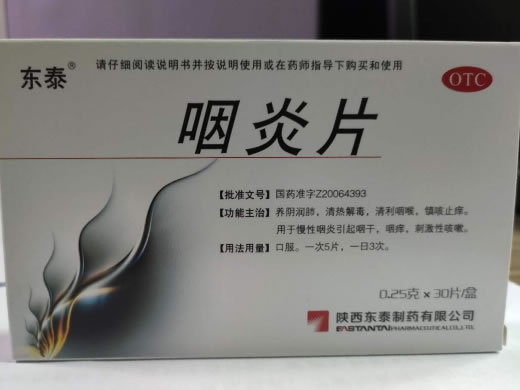 东泰®
请仔细阅读说明书并按说明使用或在药师指导下购买和使用
OTC
咽炎片
【批准文号】国药准字Z20064393
【功能主治】养阴润肺，清热解毒，清利咽喉，镇咳止痒。
用于慢性咽炎引起咽干，咽痒，刺激性咳嗽。
【用法用量】口服。一次5片，一日3次。
0.25克×30片/盒
陕西东泰制药有限公司
EASTANTAI PHARMACEUTICAL CO., LTD.